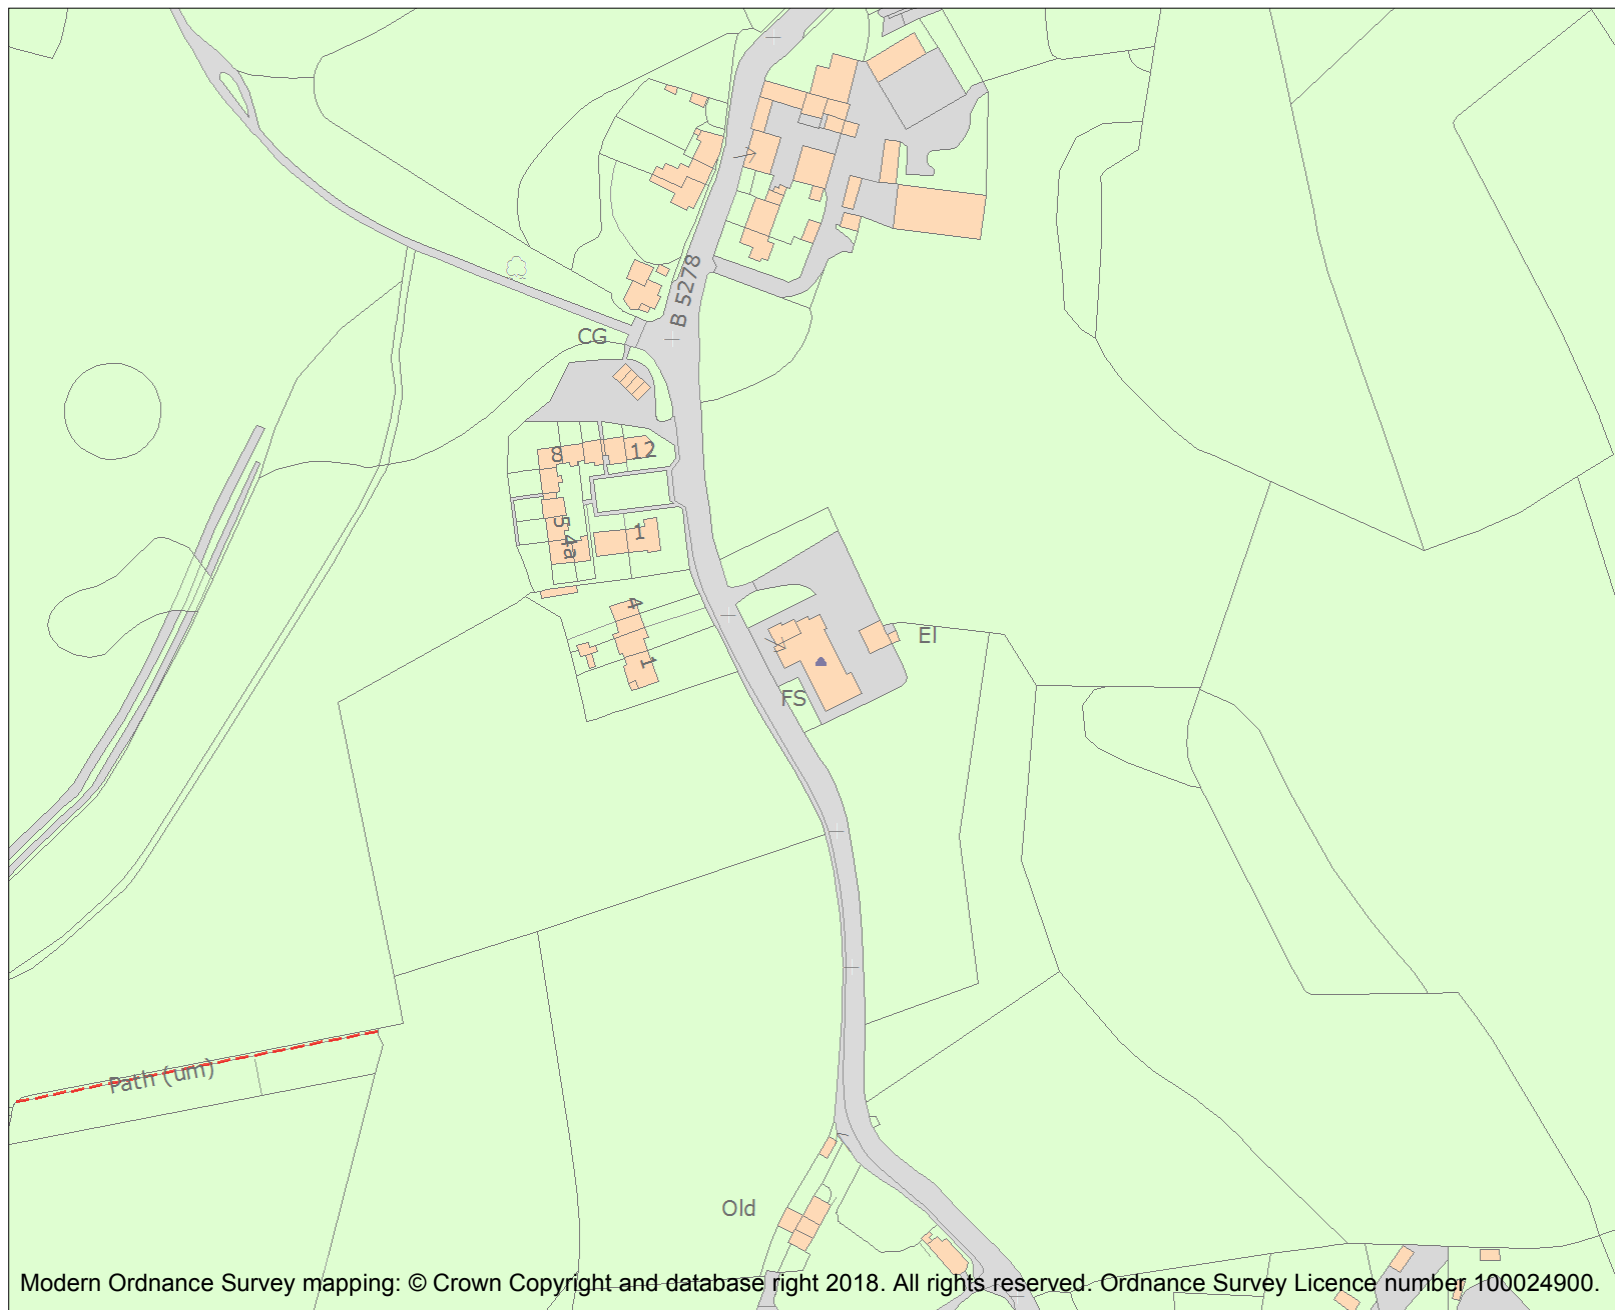 B 5278
CG
8
12
5
4a
1
4
1
El
FS
Path (um)
Old
Modern Ordnance Survey mapping: © Crown Copyright and database right 2018. All rights reserved. Ordnance Survey Licence number 100024900.